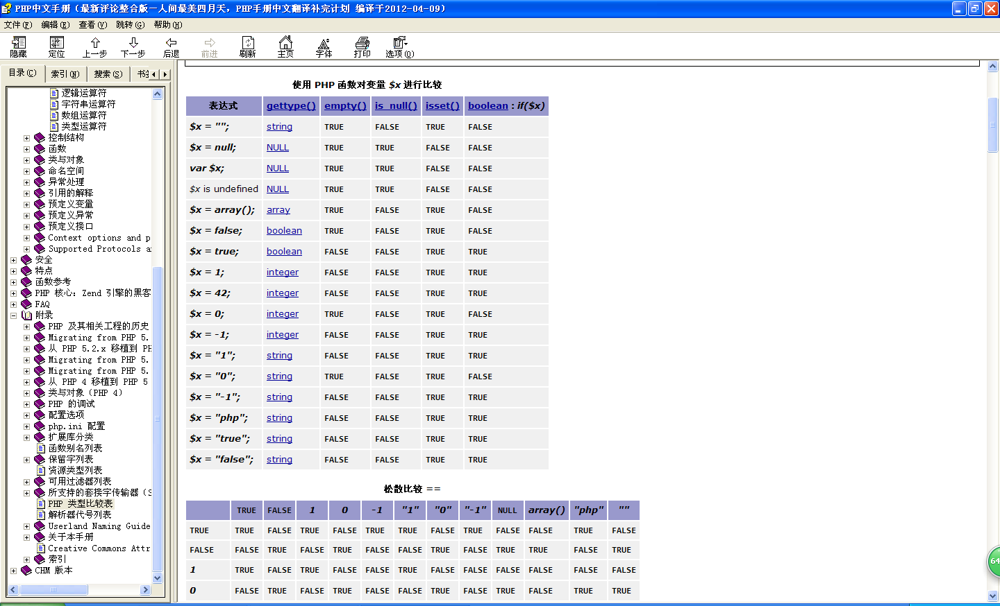 PHP中文手册（最新评论整合版－人间最美四月天，PHP手册中文翻译补完计划 编译于2012-04-09）
文件(F) 编辑(E) 查看(V) 跳转(G) 帮助(H)
隐藏 定位 上一步 下一步 后退 前进 刷新 主页 字体 打印 选项(O)
目录(C) 索引(N) 搜索(S)
逻辑运算符
字符串运算符
数组运算符
类型运算符
控制结构
函数
类与对象
命名空间
异常处理
引用的解释
预定义变量
预定义异常
预定义接口
Context options and p
Supported Protocols a
安全
特点
函数参考
PHP 核心：Zend 引擎的黑客
FAQ
附录
PHP 及其相关工程的历史
Migrating from PHP 5.
从 PHP 5.2.x 移植到 PH
Migrating from PHP 5.
Migrating from PHP 5.
从 PHP 4 移植到 PHP 5
类与对象（PHP 4）
PHP 的调试
配置选项
php.ini 配置
扩展库分类
函数别名列表
保留字列表
资源类型列表
可用过滤器列表
所支持的套接字传输器（S
PHP 类型比较表
解析器代号列表
Userland Naming Guide
关于本手册
Creative Commons Attr
索引
CHM 版本
使用 PHP 函数对变量 $x 进行比较
表达式 gettype() empty() is_null() isset() boolean : if($x)
$x = ""; string TRUE FALSE TRUE FALSE
$x = null; NULL TRUE TRUE FALSE FALSE
var $x; NULL TRUE TRUE FALSE FALSE
$x is undefined NULL TRUE TRUE FALSE FALSE
$x = array(); array TRUE FALSE TRUE FALSE
$x = false; boolean TRUE FALSE TRUE FALSE
$x = true; boolean FALSE FALSE TRUE TRUE
$x = 1; integer FALSE FALSE TRUE TRUE
$x = 42; integer FALSE FALSE TRUE TRUE
$x = 0; integer TRUE FALSE TRUE FALSE
$x = -1; integer FALSE FALSE TRUE TRUE
$x = "1"; string FALSE FALSE TRUE TRUE
$x = "0"; string TRUE FALSE TRUE FALSE
$x = "-1"; string FALSE FALSE TRUE TRUE
$x = "php"; string FALSE FALSE TRUE TRUE
$x = "true"; string FALSE FALSE TRUE TRUE
$x = "false"; string FALSE FALSE TRUE TRUE
松散比较 ==
TRUE FALSE 1 0 -1 "1" "0" "-1" NULL array() "php" ""
TRUE TRUE FALSE TRUE FALSE TRUE TRUE FALSE TRUE FALSE FALSE TRUE FALSE
FALSE FALSE TRUE FALSE TRUE FALSE FALSE TRUE FALSE TRUE TRUE FALSE TRUE
1 TRUE FALSE TRUE FALSE FALSE TRUE FALSE FALSE FALSE FALSE FALSE FALSE
0 FALSE TRUE FALSE TRUE FALSE FALSE TRUE FALSE TRUE FALSE TRUE TRUE
64